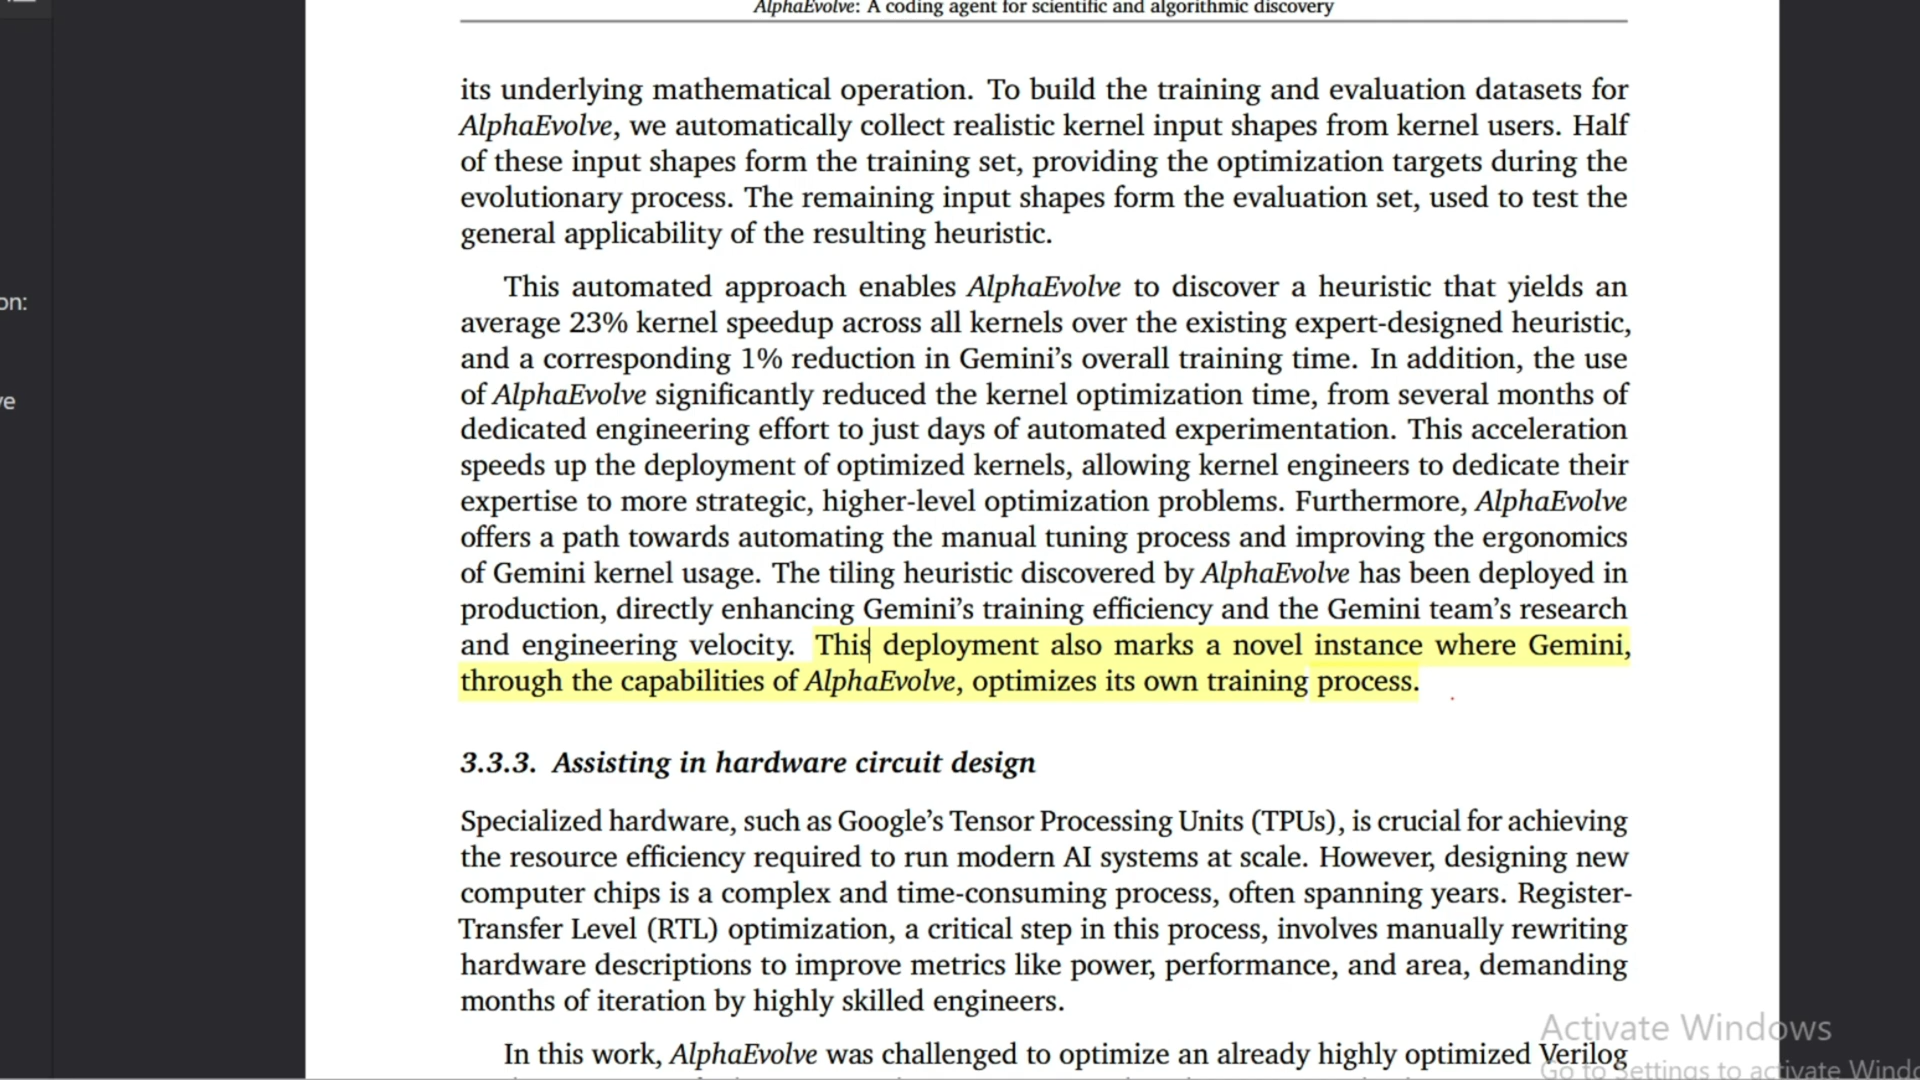 AlphaEvolve: A coding agent for scientific and algorithmic discovery
its underlying mathematical operation. To build the training and evaluation datasets for
AlphaEvolve, we automatically collect realistic kernel input shapes from kernel users. Half
of these input shapes form the training set, providing the optimization targets during the
evolutionary process. The remaining input shapes form the evaluation set, used to test the
general applicability of the resulting heuristic.
This automated approach enables AlphaEvolve to discover a heuristic that yields an
average 23% kernel speedup across all kernels over the existing expert-designed heuristic,
on:
and a corresponding 1% reduction in Gemini's overall training time. In addition, the use
of AlphaEvolve significantly reduced the kernel optimization time, from several months of
ve
dedicated engineering effort to just days of automated experimentation. This acceleration
speeds up the deployment of optimized kernels, allowing kernel engineers to dedicate their
expertise to more strategic, higher-level optimization problems. Furthermore, AlphaEvolve
offers a path towards automating the manual tuning process and improving the ergonomics
of Gemini kernel usage. The tiling heuristic discovered by AlphaEvolve has been deployed in
production, directly enhancing Gemini's training efficiency and the Gemini team's research
and engineering velocity. This deployment also marks a novel instance where Gemini,
through the capabilities of AlphaEvolve, optimizes its own training process.
3.3.3. Assisting in hardware circuit design
Specialized hardware, such as Google's Tensor Processing Units (TPUs), is crucial for achieving
the resource efficiency required to run modern AI systems at scale. However, designing new
computer chips is a complex and time-consuming process, often spanning years. Register-
Transfer Level (RTL) optimization, a critical step in this process, involves manually rewriting
hardware descriptions to improve metrics like power, performance, and area, demanding
months of iteration by highly skilled engineers.
In this work, AlphaEvolve was challenged to optimize an already highly optimized Verilog
Activate Windows
Go to Settings to activate Windo